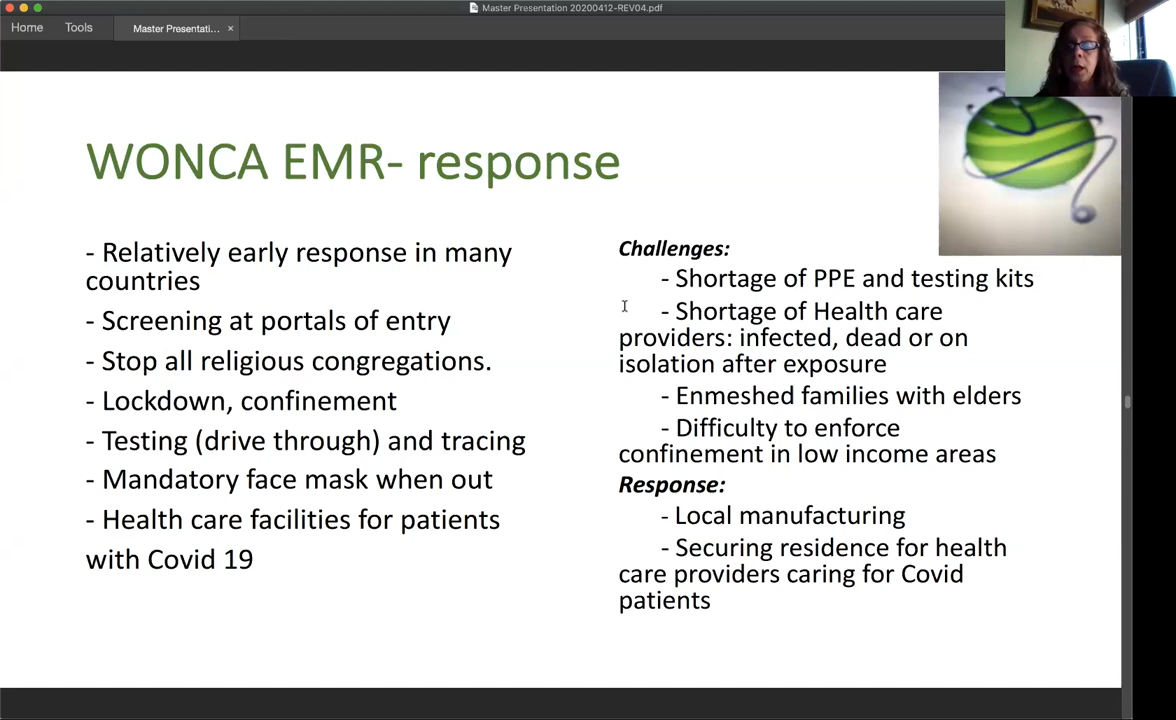 Master Presentation 20200412-REV04.pdf
Home Tools Master Presentati... ×
WONCA EMR- response
- Relatively early response in many
countries
- Screening at portals of entry
- Stop all religious congregations.
- Lockdown, confinement
- Testing (drive through) and tracing
- Mandatory face mask when out
- Health care facilities for patients
with Covid 19
Challenges:
- Shortage of PPE and testing kits
- Shortage of Health care
providers: infected, dead or on
isolation after exposure
- Enmeshed families with elders
- Difficulty to enforce
confinement in low income areas
Response:
- Local manufacturing
- Securing residence for health
care providers caring for Covid
patients